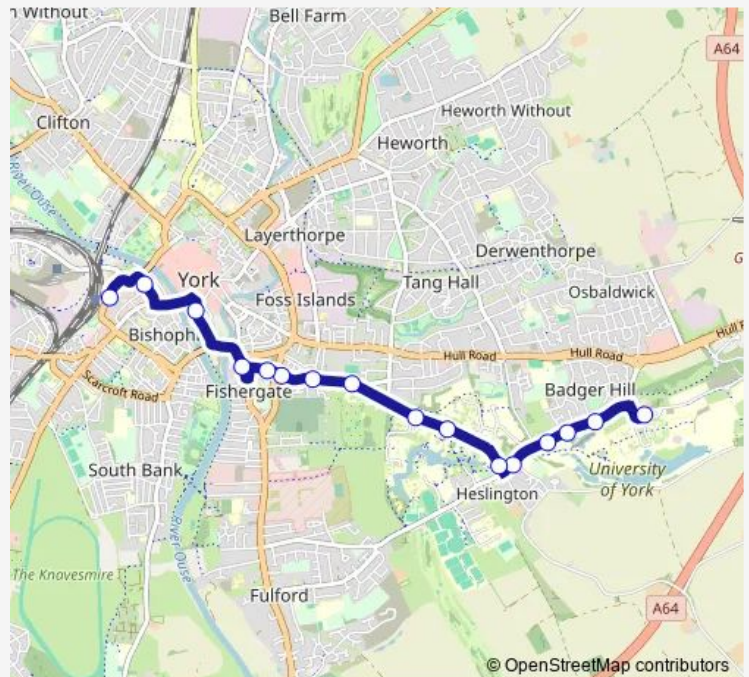 n Without
Bell Farm
A64
Heworth Without
Clifton
Heworth
River Ouse
Layerthorpe
Derwenthorpe
York
Tang Hall
Foss Islands
Osbaldwick
G
Bishoph.
Hull Road
Hull Road
Hull R
Scarcroft Road
Fishergate
Badger Hill
South Bank
University
of York
Heslington
River Ouse
The Knavesmire
Fulford
A64
© OpenStreetMap contributors